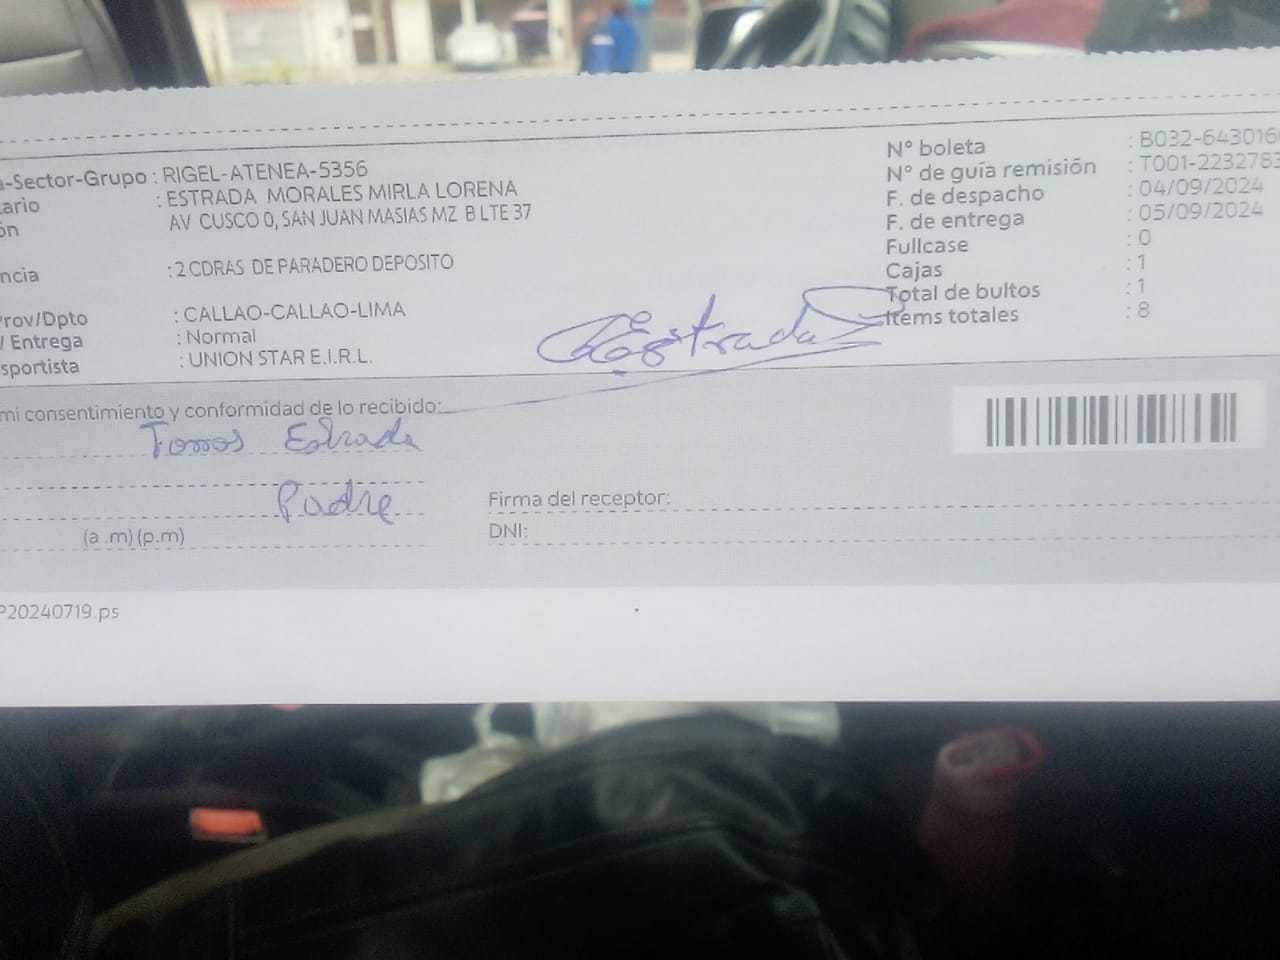 a-Sector-Grupo : RIGEL-ATENEA-5356
tario : ESTRADA MORALES MIRLA LORENA
ón AV CUSCO 0, SAN JUAN MASIAS MZ B LTE 37
ncia : 2 CDRAS DE PARADERO DEPOSITO
Prov/Dpto : CALLAO-CALLAO-LIMA
/ Entrega : Normal
sportista : UNION STAR E.I.R.L.
N° boleta : B032-6430166
N° de guía remisión : T001-2232783
F. de despacho : 04/09/2024
F. de entrega : 05/09/2024
Fullcase : 0
Cajas : 1
Total de bultos : 1
Items totales : 8
Estrada
mi consentimiento y conformidad de lo recibido:
Estrada
Padre
(a .m) (p.m)
Firma del receptor:
DNI:
P20240719.ps